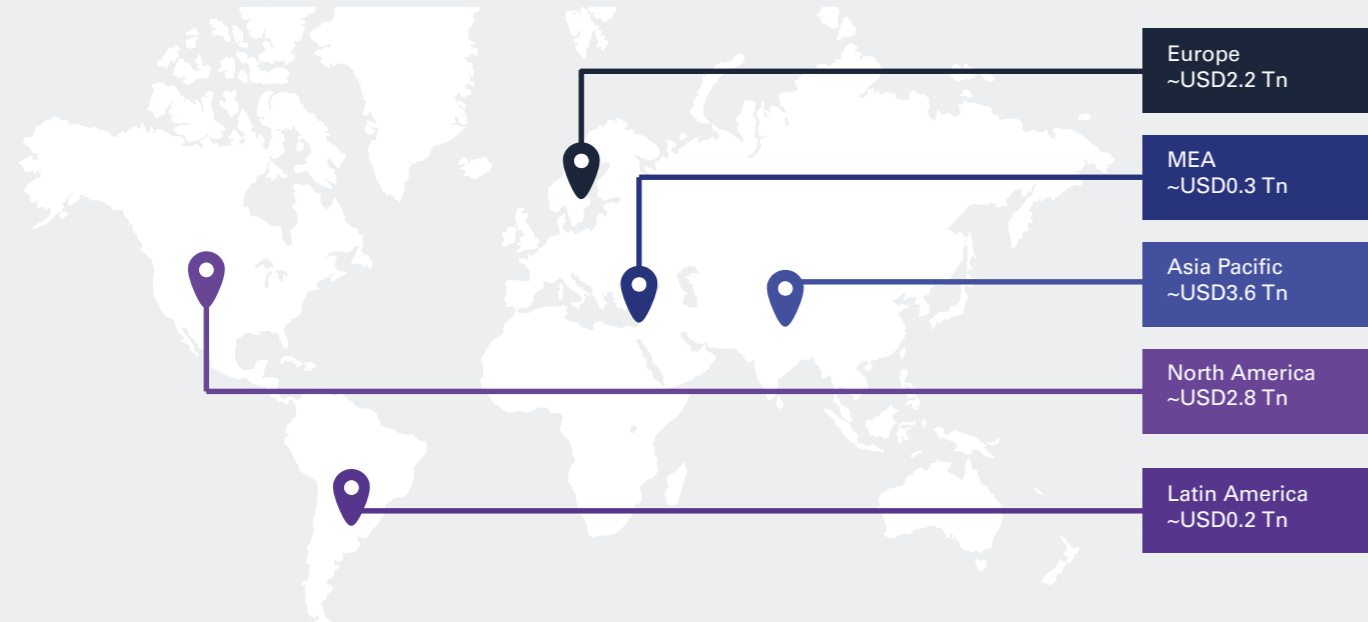 Europe
~USD2.2 Tn
MEA
~USD0.3 Tn
Asia Pacific
~USD3.6 Tn
North America
~USD2.8 Tn
Latin America
~USD0.2 Tn